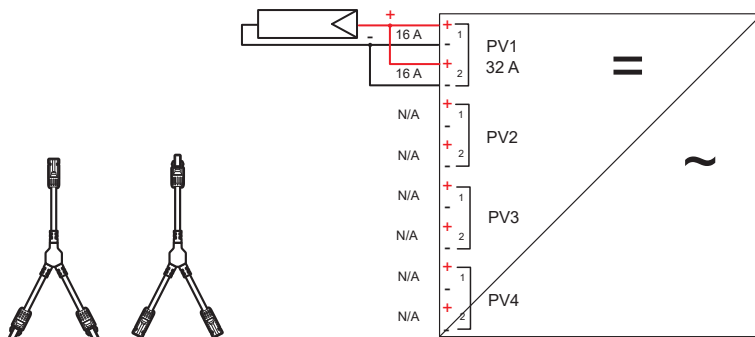 +
+
16 A
1
-
-
PV1
+
32 A
16 A
2
-
N/A
+
1
-
PV2
+
N/A
2
-
N/A
+
1
-
PV3
+
N/A
2
-
N/A
+
1
-
PV4
+
N/A
2
-
=
~